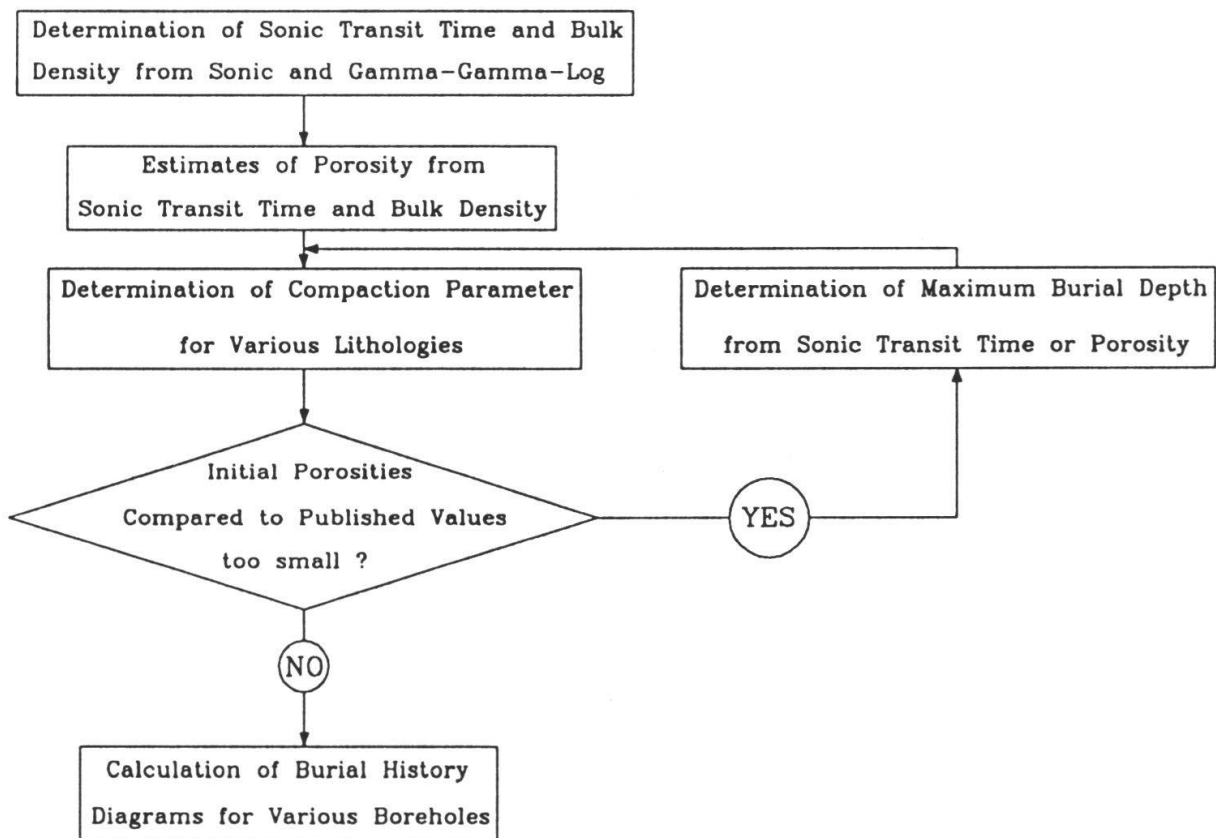 Determination of Sonic Transit Time and Bulk
Density from Sonic and Gamma-Gamma-Log
Estimates of Porosity from
Sonic Transit Time and Bulk Density
Determination of Compaction Parameter
for Various Lithologies
Determination of Maximum Burial Depth
from Sonic Transit Time or Porosity
Initial Porosities
Compared to Published Values
too small ?
YES
NO
Calculation of Burial History
Diagrams for Various Boreholes